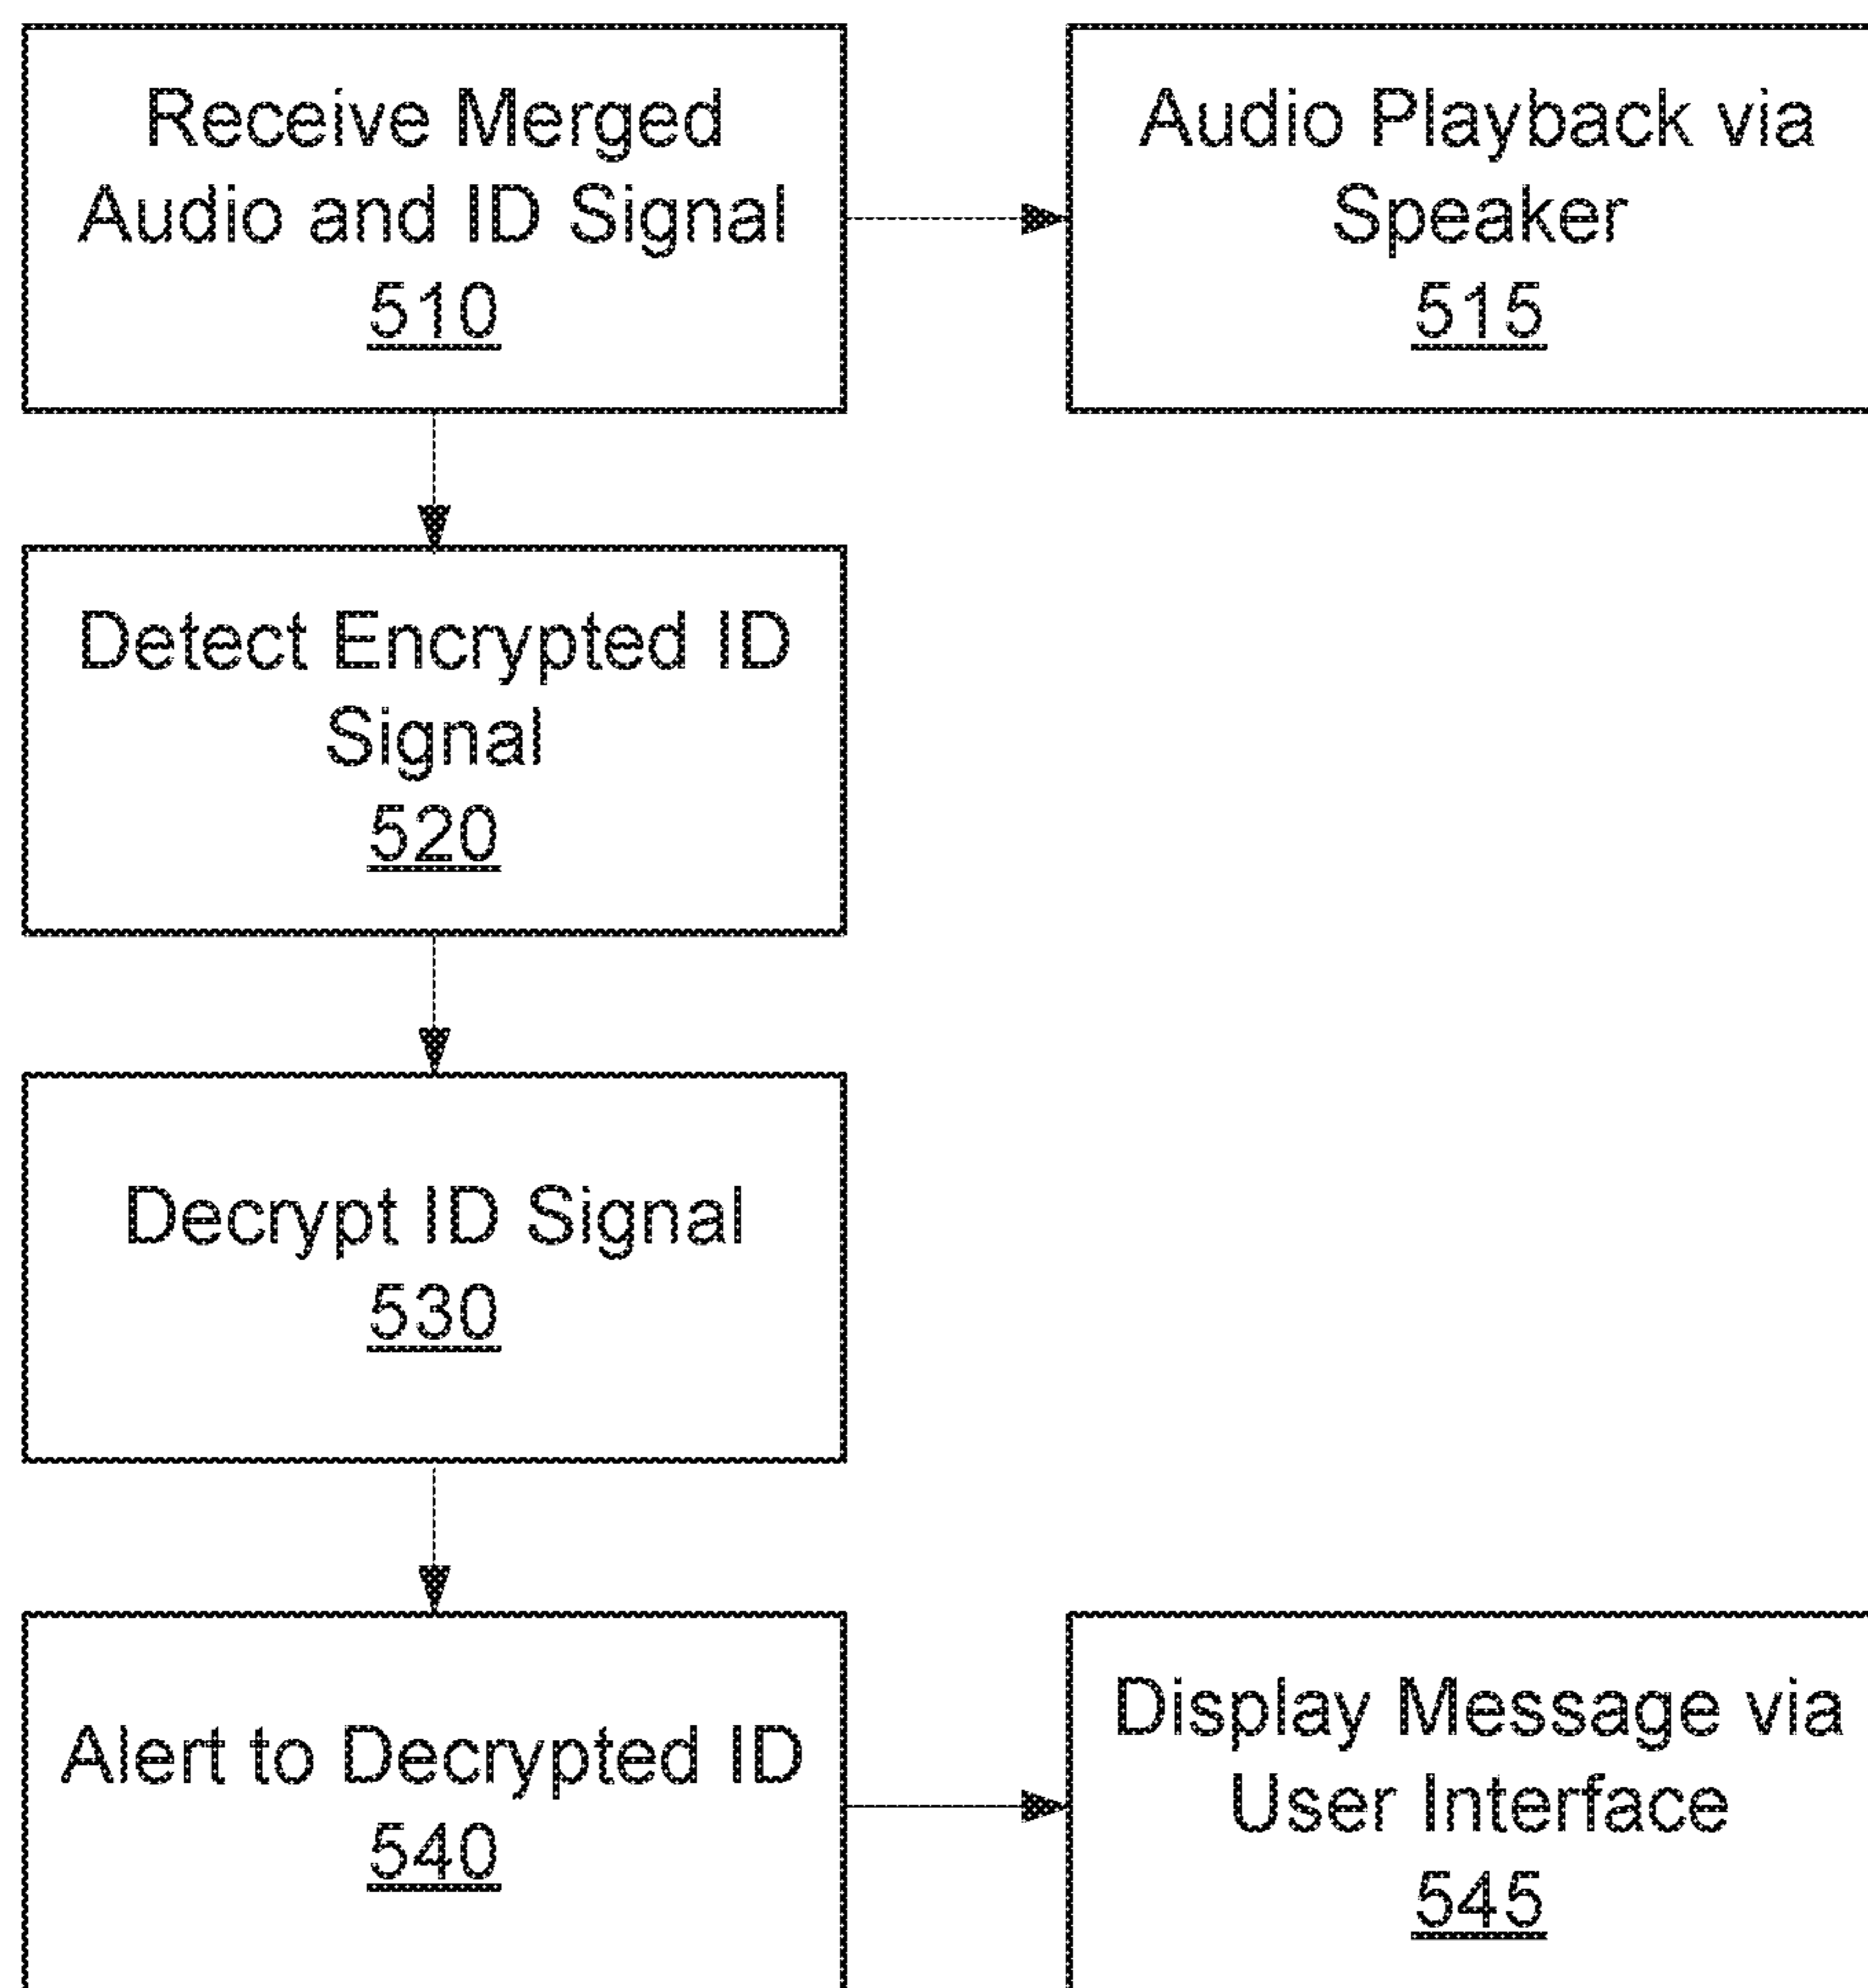 Receive Merged
Audio and ID Signal
510
Audio Playback via
Speaker
515
Detect Encrypted ID
Signal
520
Decrypt ID Signal
530
Alert to Decrypted ID
540
Display Message via
User Interface
545